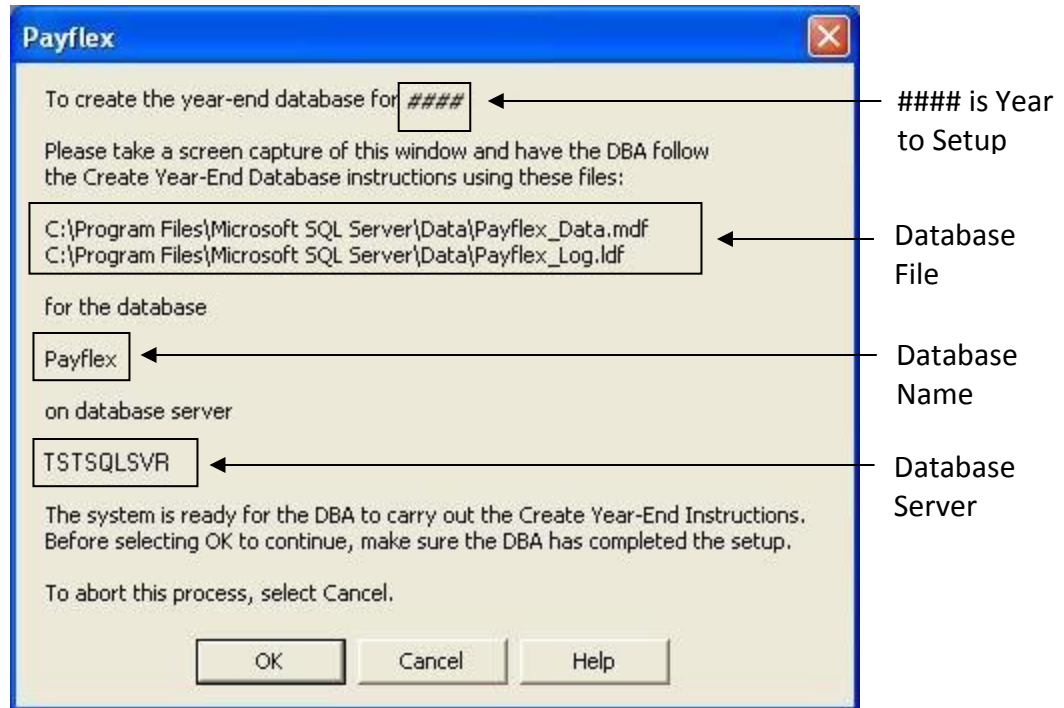 Payflex
To create the year-end database for ####
#### is Year
to Setup
Please take a screen capture of this window and have the DBA follow
the Create Year-End Database instructions using these files:
C:\Program Files\Microsoft SQL Server\Data\Payflex_Data.mdf
C:\Program Files\Microsoft SQL Server\Data\Payflex_Log.ldf
Database
File
for the database
Payflex
Database
Name
on database server
TSTSQLSVR
Database
Server
The system is ready for the DBA to carry out the Create Year-End Instructions.
Before selecting OK to continue, make sure the DBA has completed the setup.
To abort this process, select Cancel.
OK Cancel Help